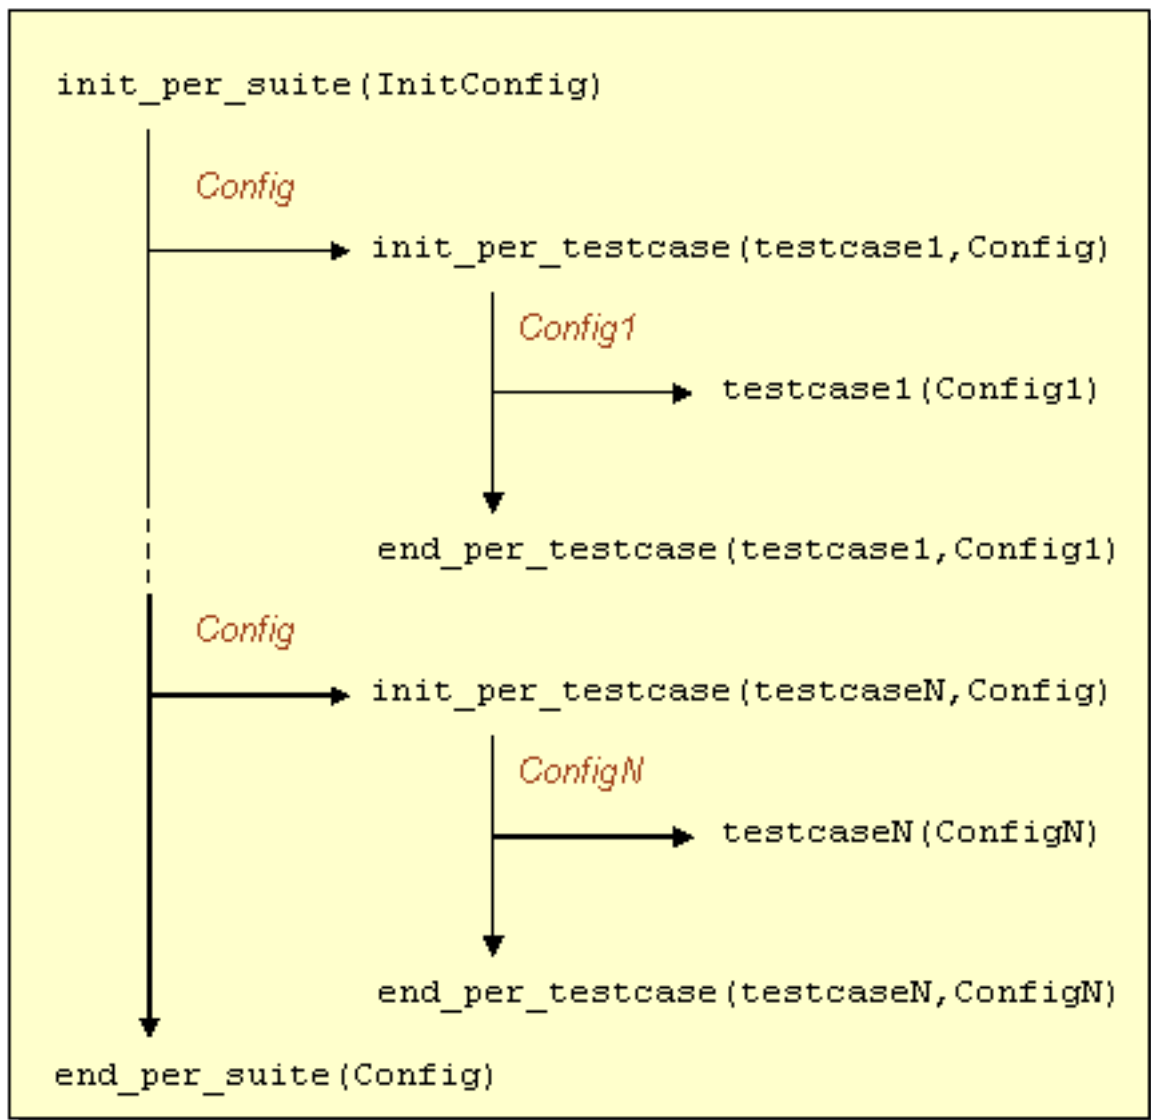 init_per_suite(InitConfig)
Config
init_per_testcase(testcase1,Config)
Config1
testcase1(Config1)
end_per_testcase(testcase1,Config1)
Config
init_per_testcase(testcaseN,Config)
ConfigN
testcaseN(ConfigN)
end_per_testcase(testcaseN,ConfigN)
end_per_suite(Config)